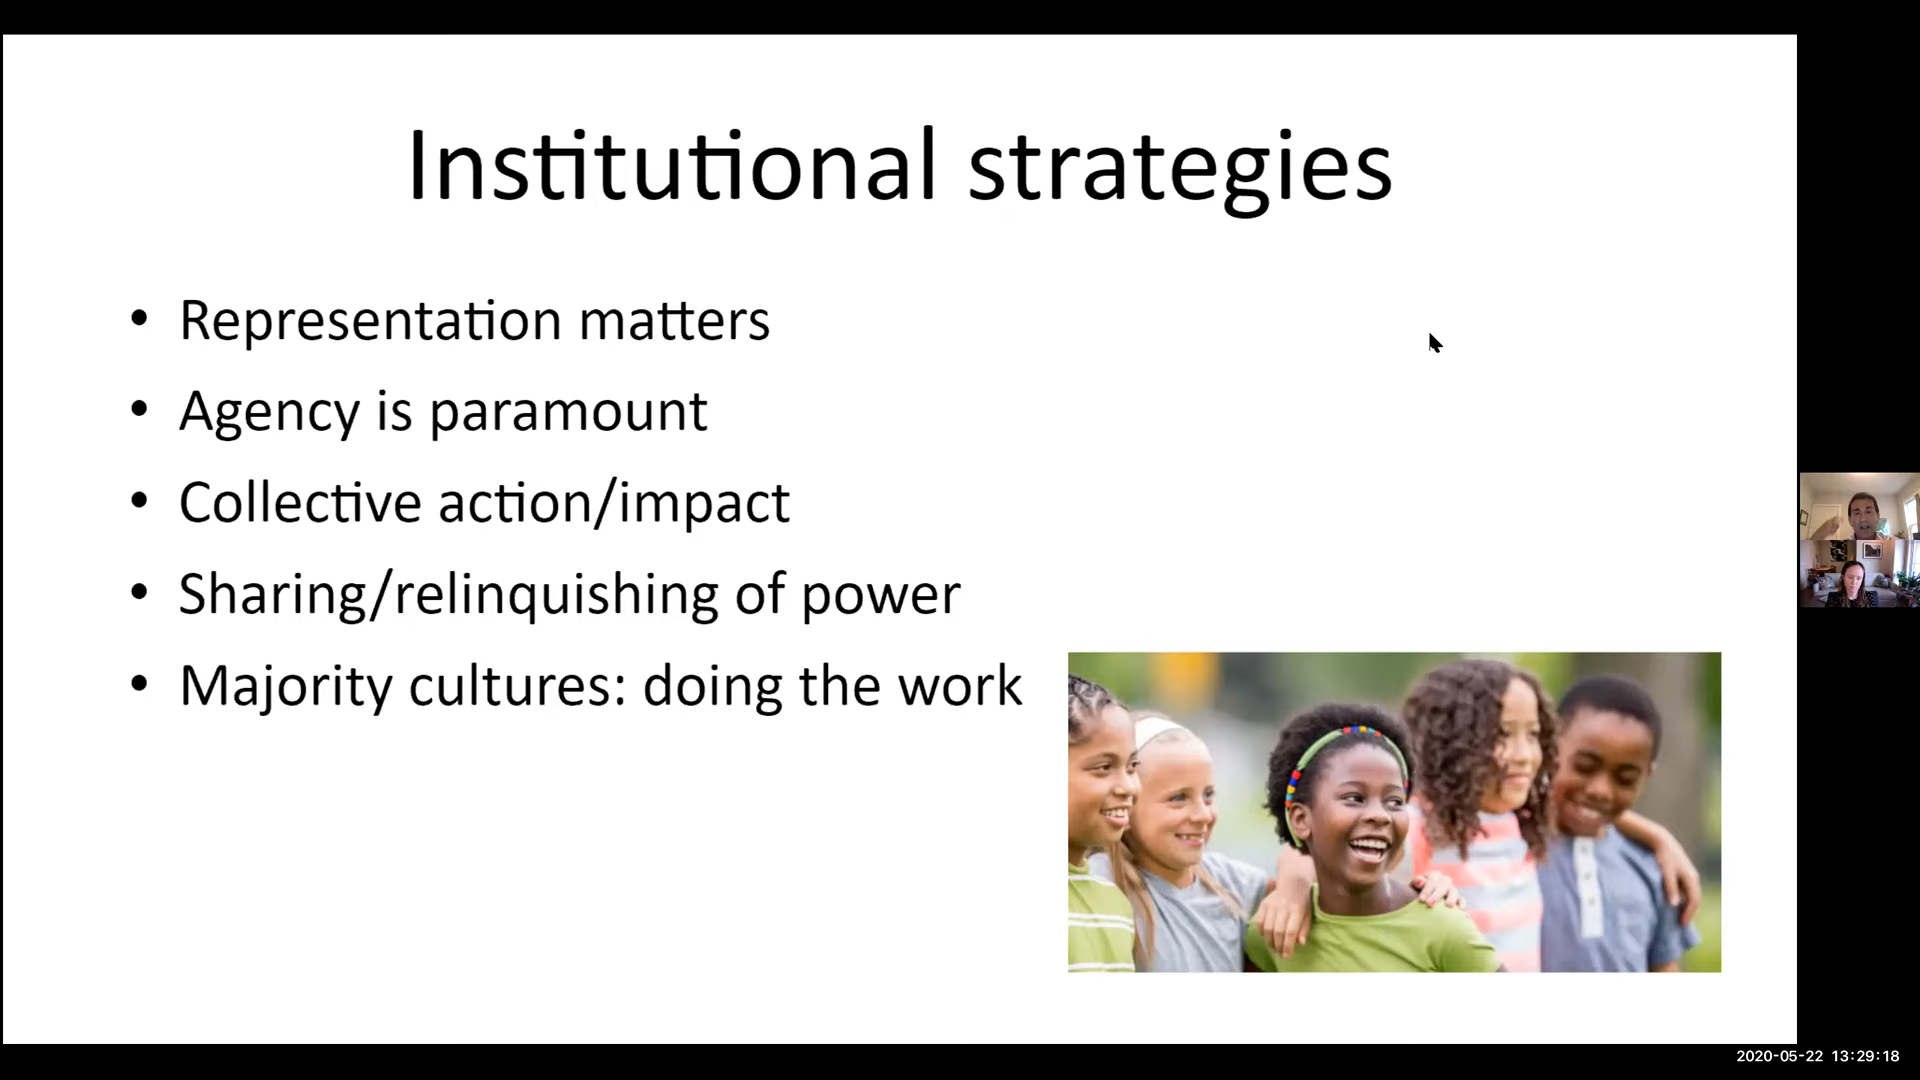 Institutional strategies
• Representation matters
• Agency is paramount
• Collective action/impact
• Sharing/relinquishing of power
• Majority cultures: doing the work
2020-05-22 13:29:18